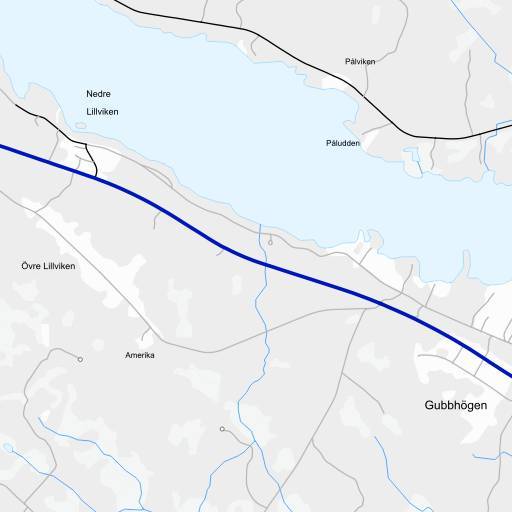 Pålviken
Nedre
Lillviken
Påludden
Övre Lillviken
Amerika
Gubbhögen